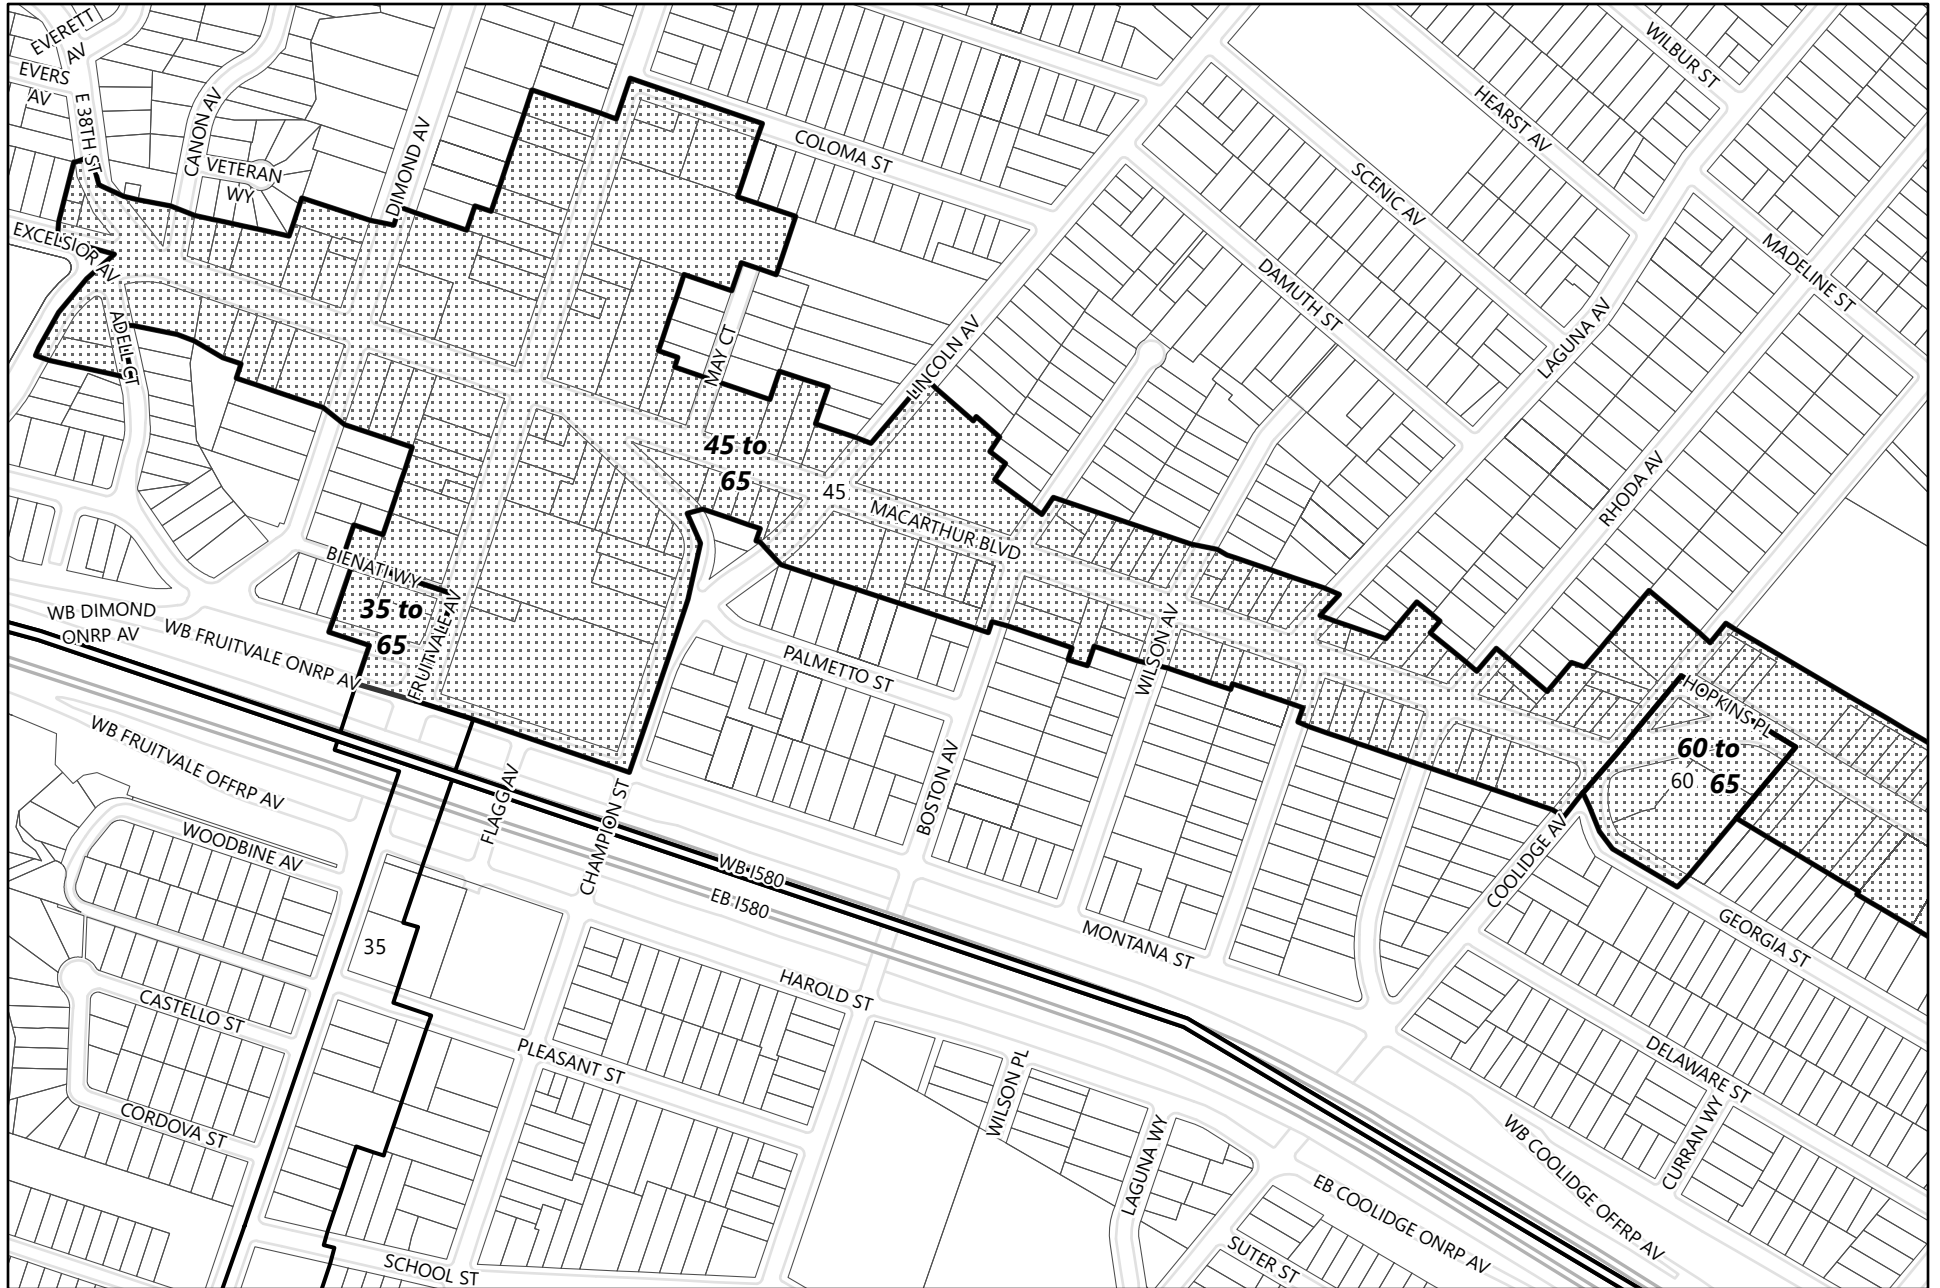 EVERETT
AV
EVERS
AV
E 38TH ST
CANON AV
VETERAN
WY
DIMOND AV
COLOMA ST
WILBUR ST
HEARST AV
SCENIC AV
MADELINE ST
DAMUTH ST
LAGUNA AV
EXCELSIOR AV
ADELL CT
MAY CT
LINCOLN AV
RHODA AV
45 to
65
45
MACARTHUR BLVD
BIENATI WY
35 to
65
FRUITVALE AV
WB DIMOND
ONRP AV
WB FRUITVALE ONRP AV
PALMETTO ST
WILSON AV
HOPKINS PL
60 to
65
60
WB FRUITVALE OFFRP AV
FLAGG AV
CHAMPION ST
BOSTON AV
COOLIDGE AV
WOODBINE AV
WB I580
EB I580
MONTANA ST
GEORGIA ST
35
HAROLD ST
CASTELLO ST
PLEASANT ST
WILSON PL
DELAWARE ST
CURRAN WY
CORDOVA ST
LAGUNA WY
WB COOLIDGE OFFRP AV
EB COOLIDGE ONRP AV
SUTER ST
SCHOOL ST